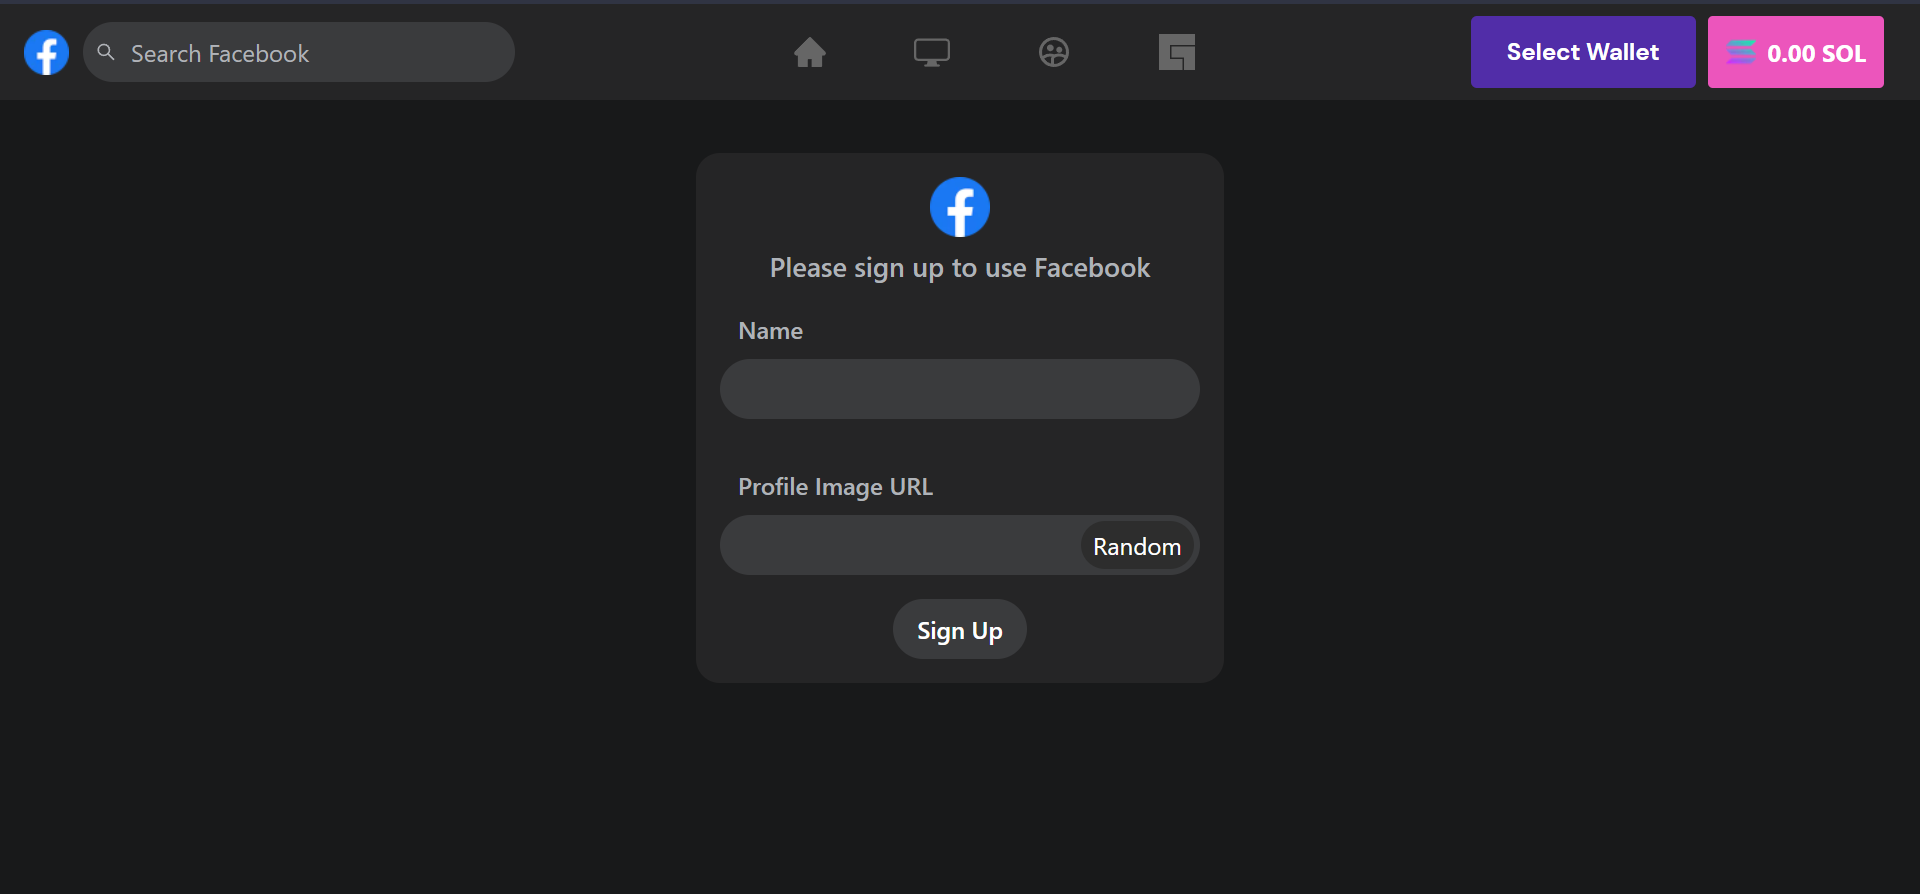 Search Facebook
Select Wallet
0.00 SOL
Please sign up to use Facebook
Name
Profile Image URL
Random
Sign Up